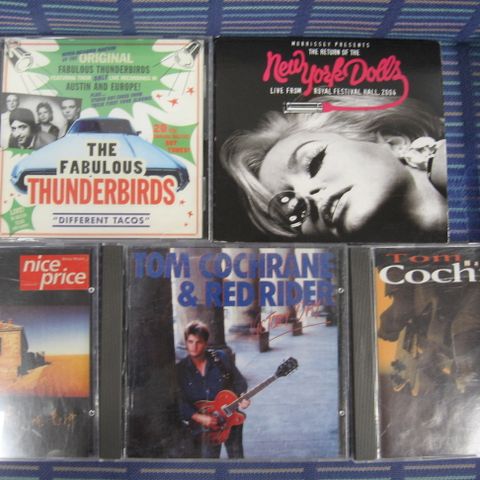 ORIGINAL
FABULOUS THUNDERBIRDS
AUSTIN AND EUROPE!
20
THE FABULOUS
THUNDERBIRDS
"DIFFERENT TACOS"
MORRISSEY PRESENTS
THE RETURN OF THE
New York Dolls
LIVE FROM ROYAL FESTIVAL HALL, 2004
nice
price
TOM COCHRANE
& RED RIDER
Tom
Coch